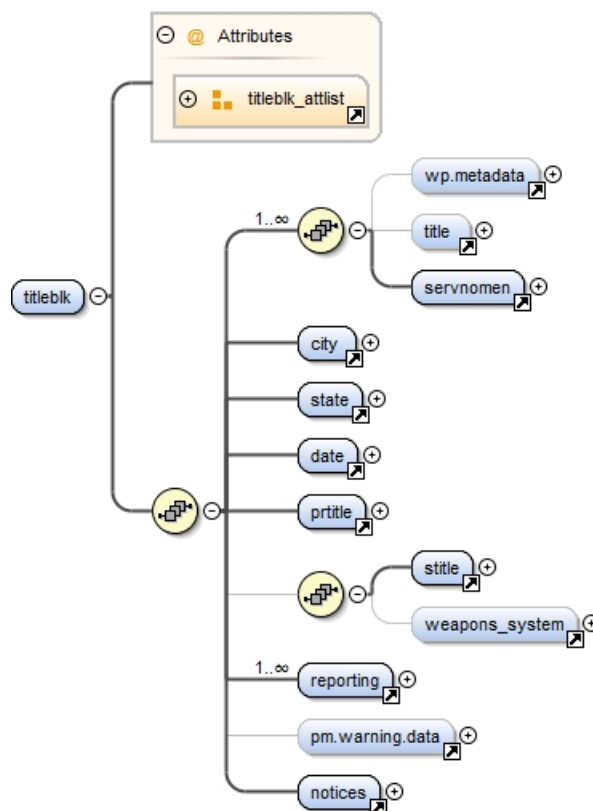 @ Attributes
titleblk_attlist
wp.metadata
1..∞
title
servnomen
titleblk
city
state
date
prtitle
stitle
weapons_system
1..∞
reporting
pm.warning.data
notices